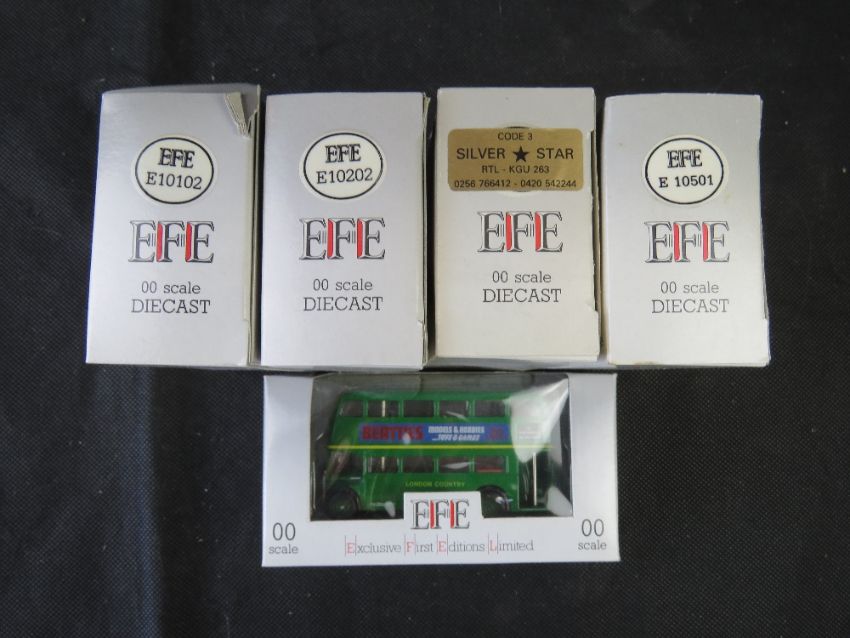 EFE
E10102
EFE
00 scale
DIECAST
EFE
E10202
EFE
00 scale
DIECAST
CODE 3
SILVER ★ STAR
RTL - KGU 263
0256 766412 - 0420 542244
EFE
00 scale
DIECAST
EFE
E 10501
EFE
00 scale
DIECAST
BEATTIES MODELS & HOBBIES
...TOYS & GAMES
LONDON COUNTRY
EFE
00
scale
Exclusive First Editions Limited
00
scale